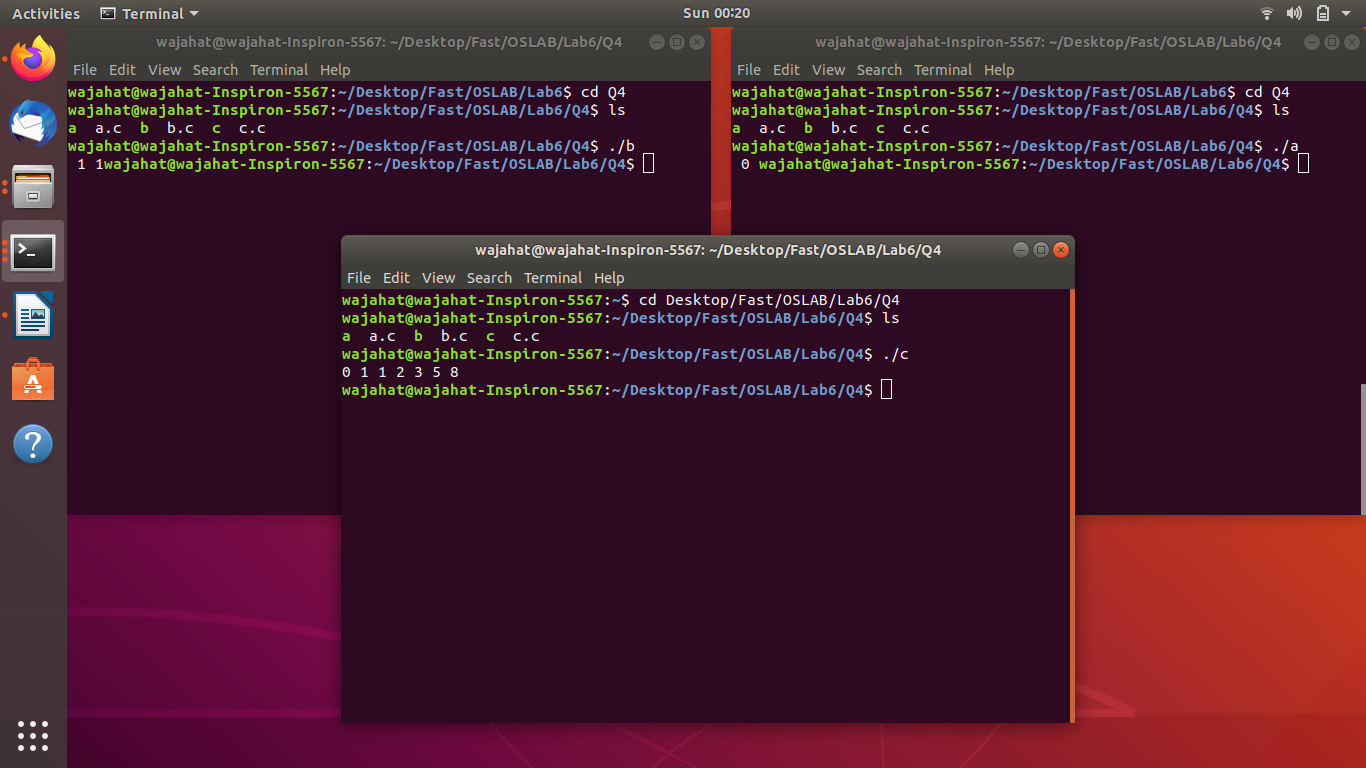 Activities Terminal Sun 00:20
wajahat@wajahat-Inspiron-5567: ~/Desktop/Fast/OSLAB/Lab6/Q4
File Edit View Search Terminal Help
wajahat@wajahat-Inspiron-5567:~/Desktop/Fast/OSLAB/Lab6$ cd Q4
wajahat@wajahat-Inspiron-5567:~/Desktop/Fast/OSLAB/Lab6/Q4$ ls
a a.c b b.c c c.c
wajahat@wajahat-Inspiron-5567:~/Desktop/Fast/OSLAB/Lab6/Q4$ ./b
1 1wajahat@wajahat-Inspiron-5567:~/Desktop/Fast/OSLAB/Lab6/Q4$
wajahat@wajahat-Inspiron-5567: ~/Desktop/Fast/OSLAB/Lab6/Q4
File Edit View Search Terminal Help
wajahat@wajahat-Inspiron-5567:~/Desktop/Fast/OSLAB/Lab6$ cd Q4
wajahat@wajahat-Inspiron-5567:~/Desktop/Fast/OSLAB/Lab6/Q4$ ls
a a.c b b.c c c.c
wajahat@wajahat-Inspiron-5567:~/Desktop/Fast/OSLAB/Lab6/Q4$ ./a
0 wajahat@wajahat-Inspiron-5567:~/Desktop/Fast/OSLAB/Lab6/Q4$
wajahat@wajahat-Inspiron-5567: ~/Desktop/Fast/OSLAB/Lab6/Q4
File Edit View Search Terminal Help
wajahat@wajahat-Inspiron-5567:~$ cd Desktop/Fast/OSLAB/Lab6/Q4
wajahat@wajahat-Inspiron-5567:~/Desktop/Fast/OSLAB/Lab6/Q4$ ls
a a.c b b.c c c.c
wajahat@wajahat-Inspiron-5567:~/Desktop/Fast/OSLAB/Lab6/Q4$ ./c
0 1 1 2 3 5 8
wajahat@wajahat-Inspiron-5567:~/Desktop/Fast/OSLAB/Lab6/Q4$